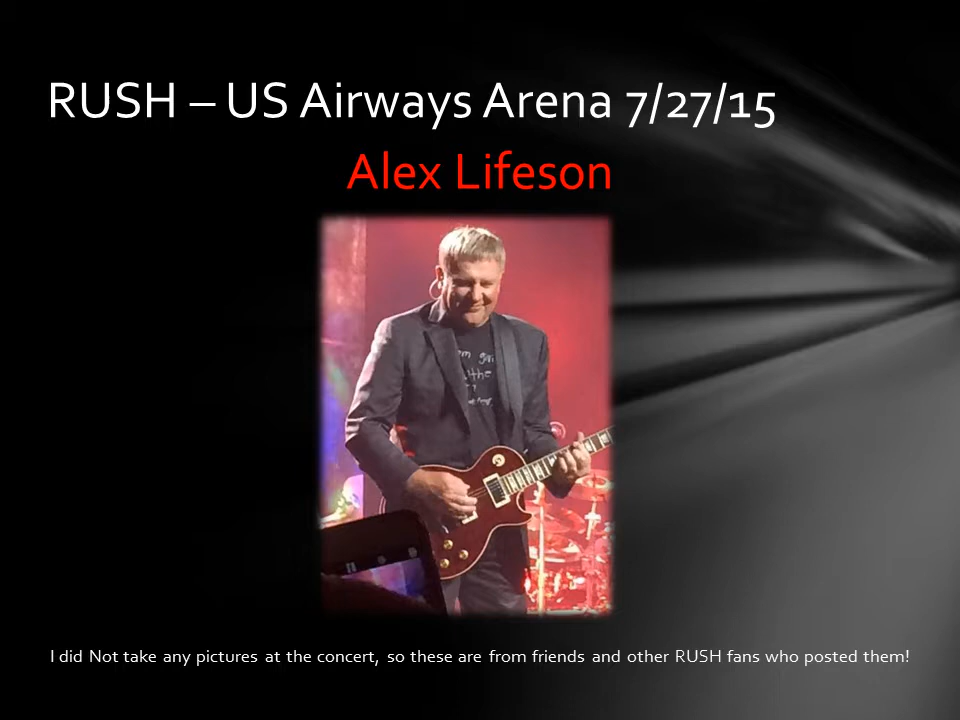 RUSH – US Airways Arena 7/27/15
Alex Lifeson
I did Not take any pictures at the concert, so these are from friends and other RUSH fans who posted them!